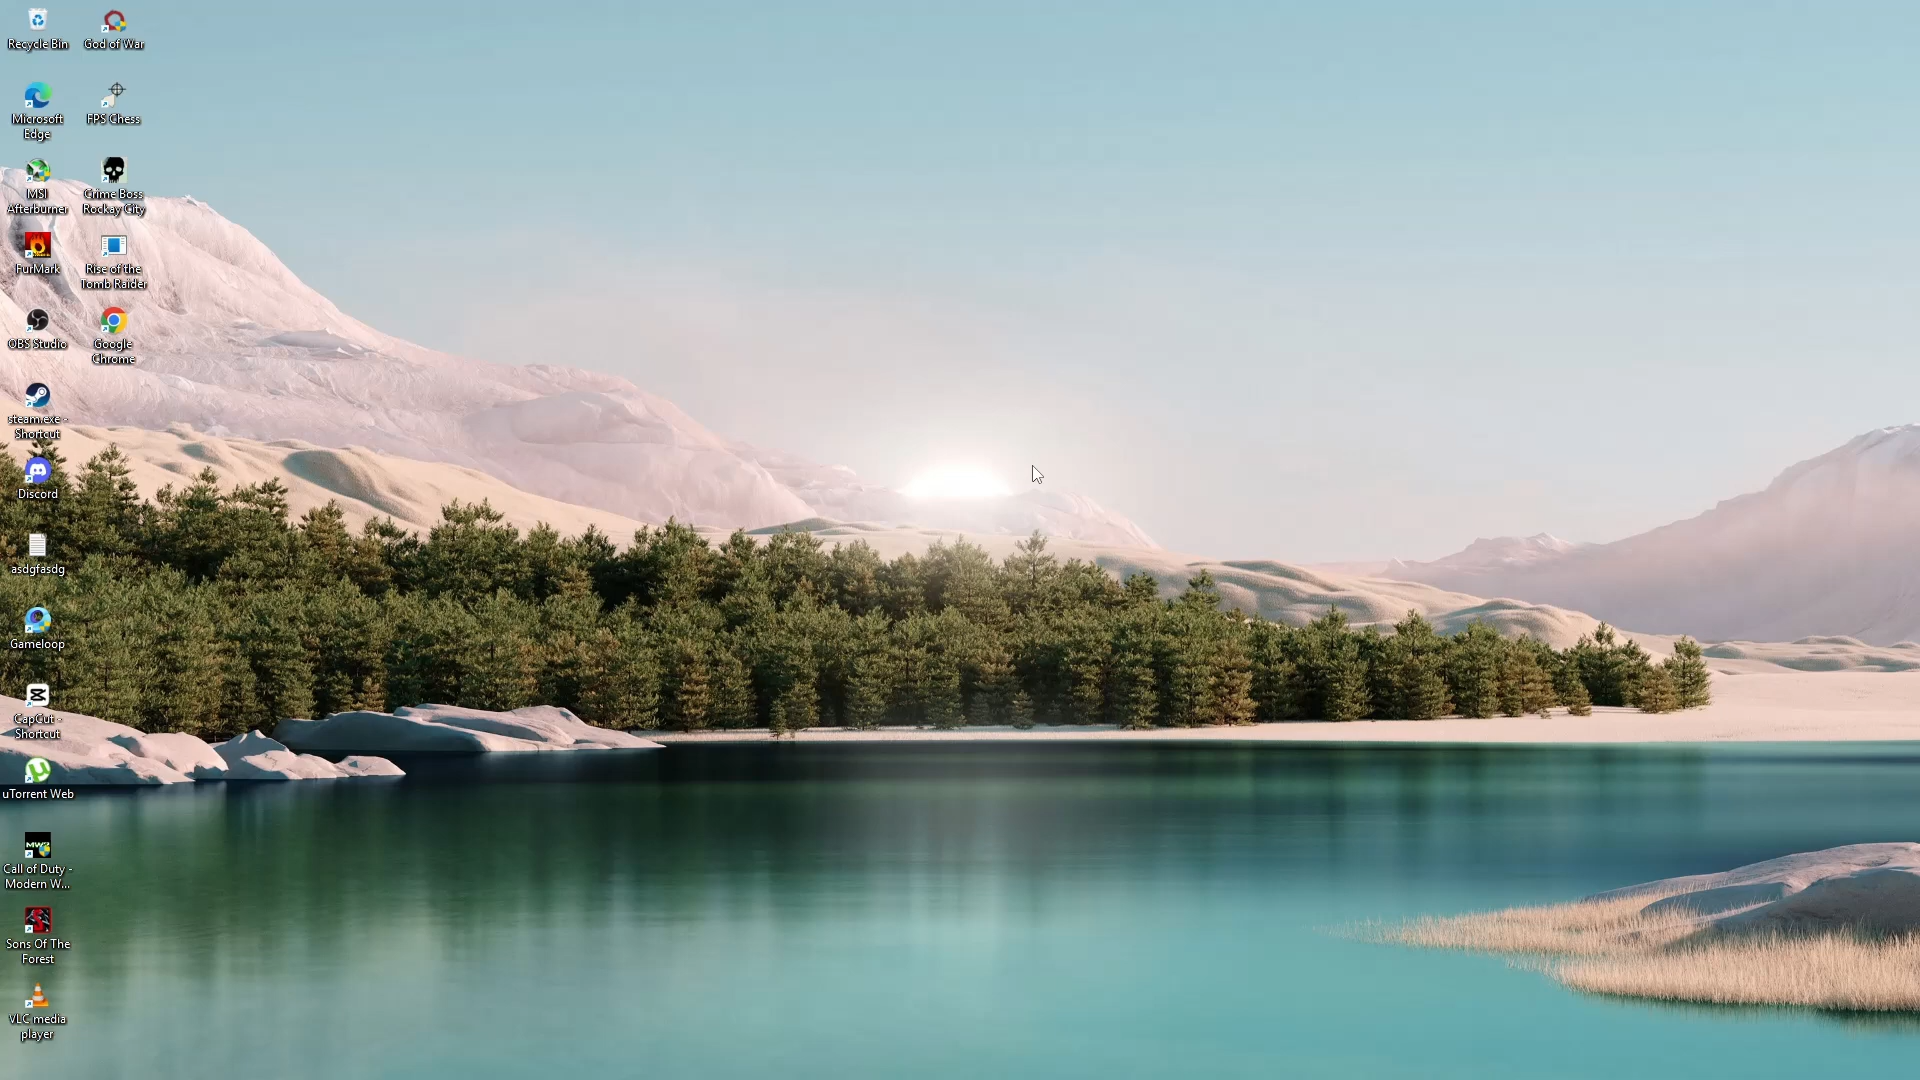 Recycle Bin
Microsoft
Edge
MSI
Afterburner
FurMark
OBS Studio
steam.exe -
Shortcut
Discord
asdgfasdg
Gameloop
CapCut -
Shortcut
uTorrent Web
MW2
Call of Duty -
Modern W...
Sons Of The
Forest
VLC media
player
God of War
FPS Chess
Crime Boss
Rockay City
Rise of the
Tomb Raider
Google
Chrome